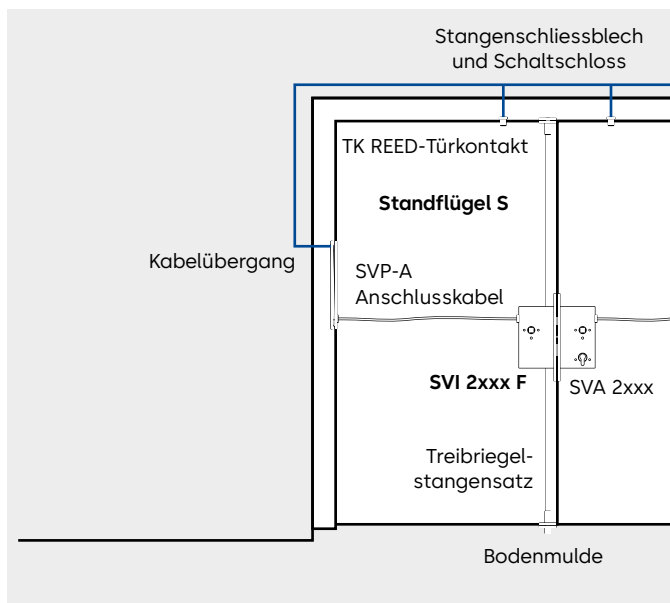 Stangenschliessblech
und Schaltschloss
TK REED-Türkontakt
Standflügel S
Kabelübergang
SVP-A
Anschlusskabel
SVI 2xxx F
SVA 2xxx
Treibriegel-
stangensatz
Bodenmulde